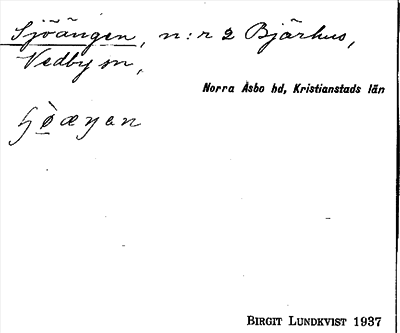 Sjöängen, n:r 2 Bjärhus,
Vedby sn,
Norra Åsbo hd, Kristianstads län
BIRGIT LUNDKVIST 1937